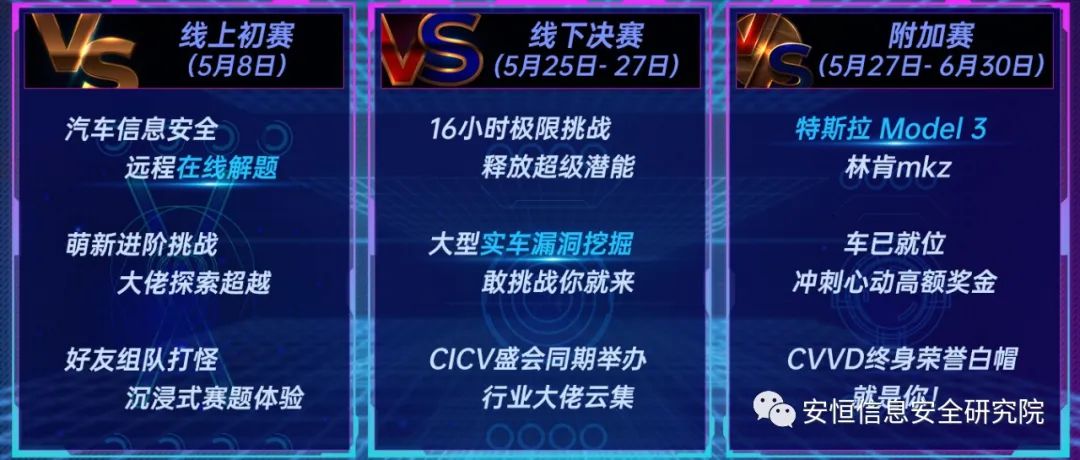 VS
线上初赛
(5月8日)
汽车信息安全
远程在线解题
萌新进阶挑战
大佬探索超越
好友组队打怪
沉浸式赛题体验
VS
线下决赛
(5月25日- 27日)
16小时极限挑战
释放超级潜能
大型实车漏洞挖掘
敢挑战你就来
CICV盛会同期举办
行业大佬云集
VS
附加赛
(5月27日- 6月30日)
特斯拉 Model 3
林肯mkz
车已就位
冲刺心动高额奖金
CVVD终身荣誉白帽
就是你！
安恒信息安全研究院